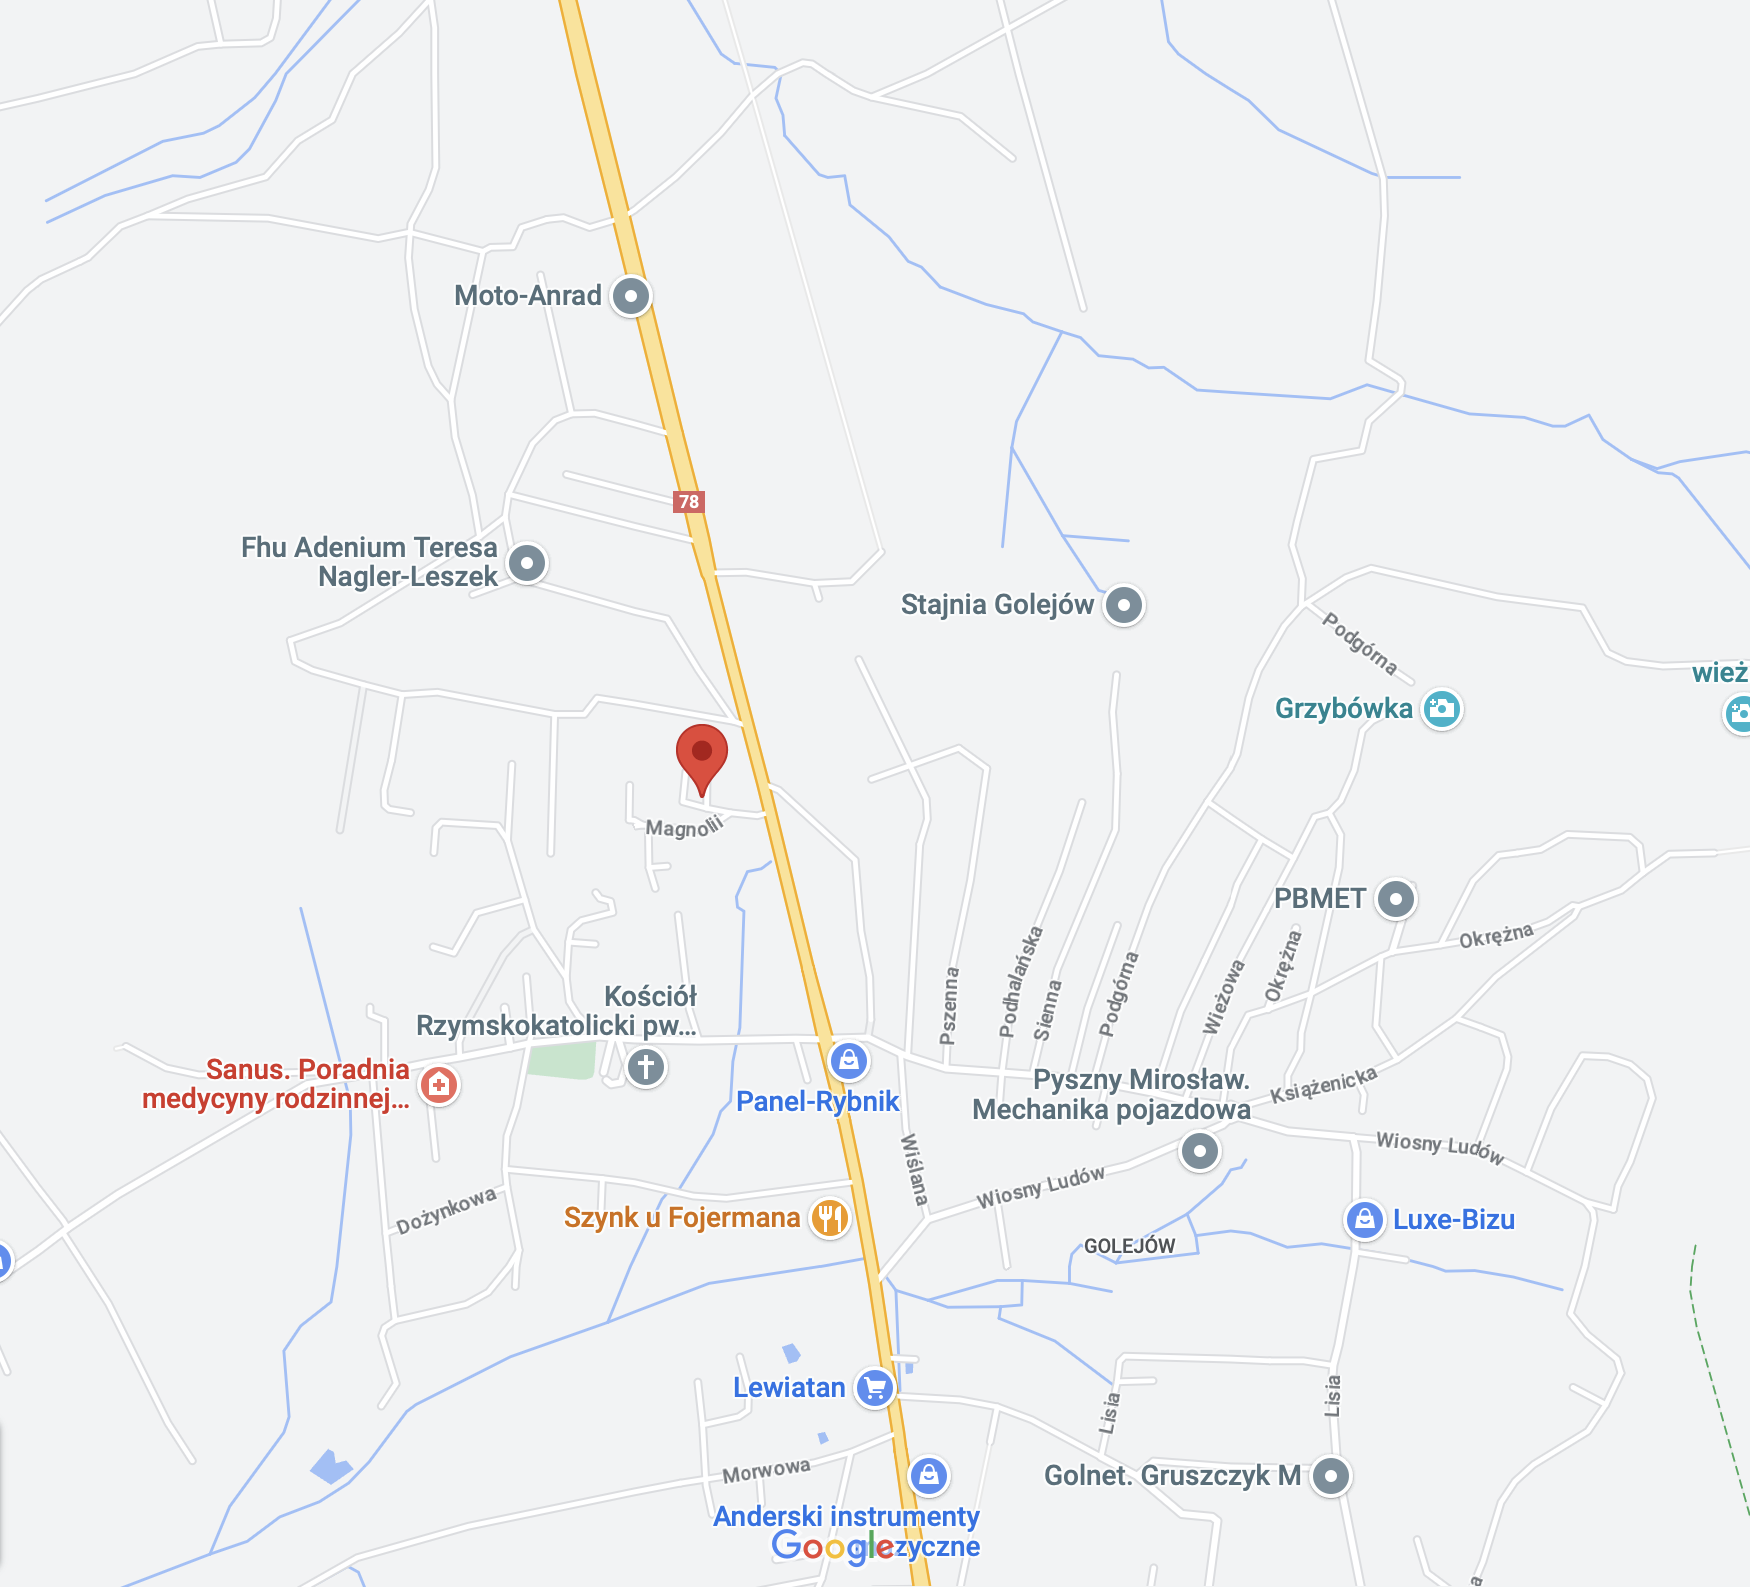 Moto-Anrad
78
Fhu Adenium Teresa
Nagler-Leszek
Stajnia Golejów
Podgórna
wież
Grzybówka
Magnolii
PBMET
Okrężna
Okrężna
Pszenna
Podhalańska
Sienna
Podgórna
Wieżowa
Kościół
Rzymskokatolicki pw...
Sanus. Poradnia
medycyny rodzinnej...
Panel-Rybnik
Pyszny Mirosław.
Mechanika pojazdowa
Książenicka
Wiosny Ludów
Wiślana
Wiosny Ludów
Dożynkowa
Szynk u Fojermana
Luxe-Bizu
GOLEJÓW
Lewiatan
Lisia
Lisia
Morwowa
Golnet. Gruszczyk M
Anderski instrumenty
zyczne
Google